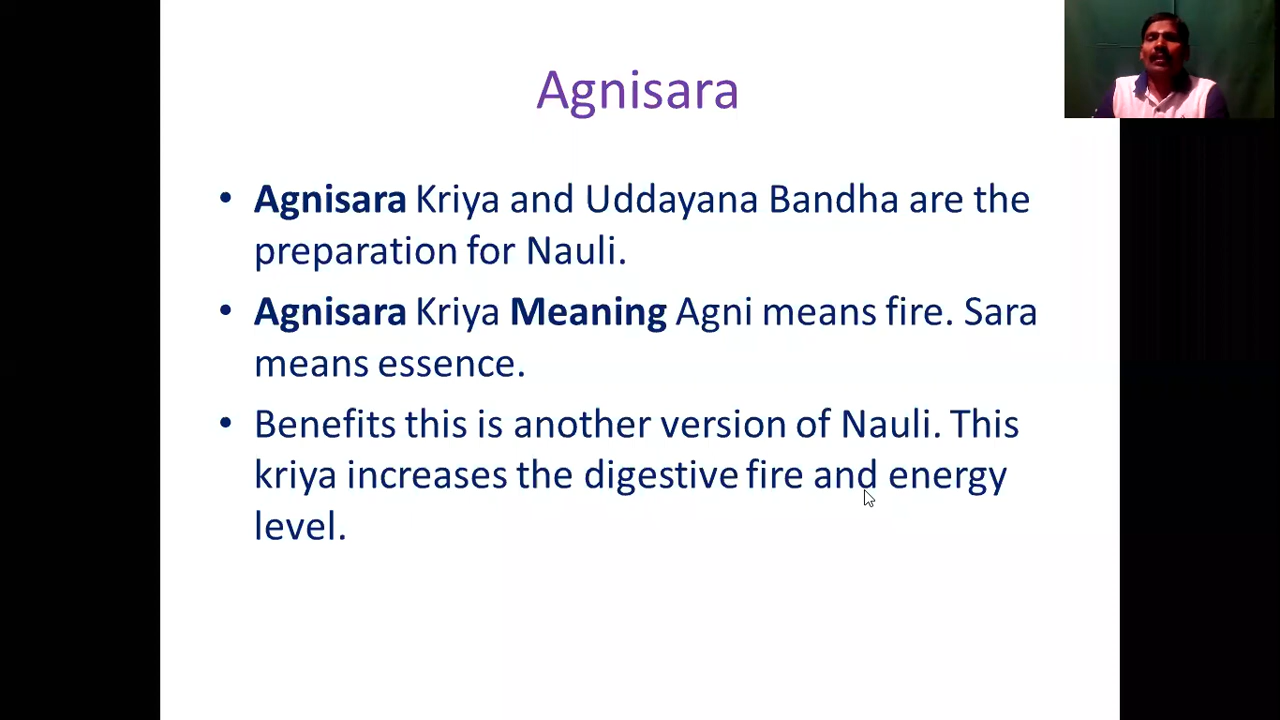 Agnisara
• Agnisara Kriya and Uddayana Bandha are the
preparation for Nauli.
• Agnisara Kriya Meaning Agni means fire. Sara
means essence.
• Benefits this is another version of Nauli. This
kriya increases the digestive fire and energy
level.